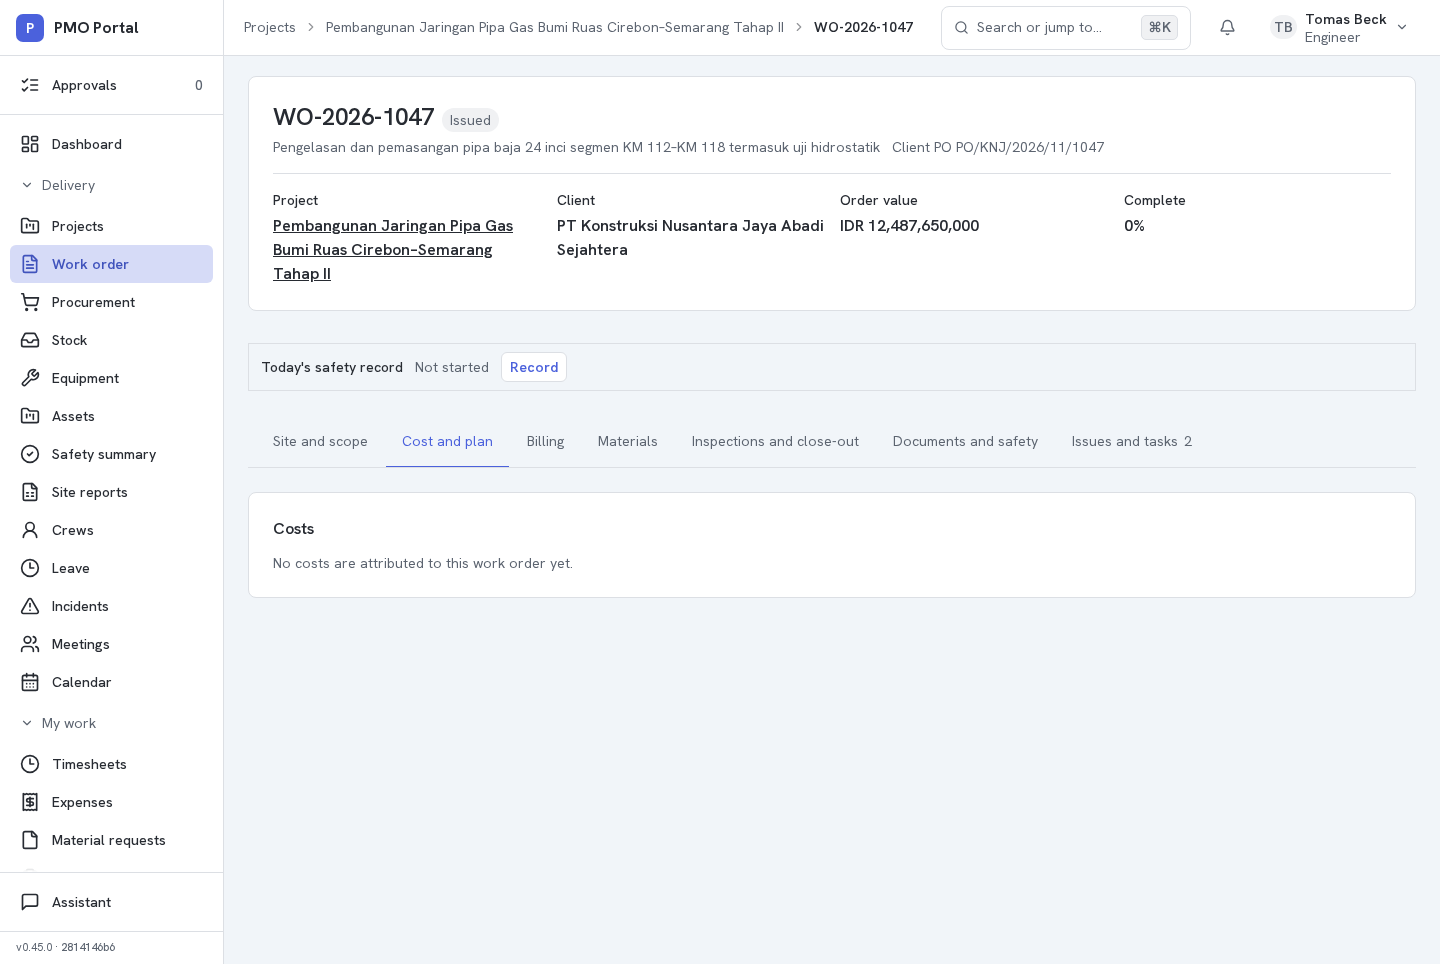 P PMO Portal
Projects > Pembangunan Jaringan Pipa Gas Bumi Ruas Cirebon–Semarang Tahap II > WO-2026-1047
Search or jump to... ⌘K
TB Tomas Beck
Engineer
Approvals 0
Dashboard
Delivery
Projects
Work order
Procurement
Stock
Equipment
Assets
Safety summary
Site reports
Crews
Leave
Incidents
Meetings
Calendar
My work
Timesheets
Expenses
Material requests
Assistant
v0.45.0 · 2814146b6
WO-2026-1047 Issued
Pengelasan dan pemasangan pipa baja 24 inci segmen KM 112–KM 118 termasuk uji hidrostatik Client PO PO/KNJ/2026/11/1047
Project
Pembangunan Jaringan Pipa Gas
Bumi Ruas Cirebon–Semarang
Tahap II
Client
PT Konstruksi Nusantara Jaya Abadi
Sejahtera
Order value
IDR 12,487,650,000
Complete
0%
Today's safety record Not started Record
Site and scope Cost and plan Billing Materials Inspections and close-out Documents and safety Issues and tasks 2
Costs
No costs are attributed to this work order yet.